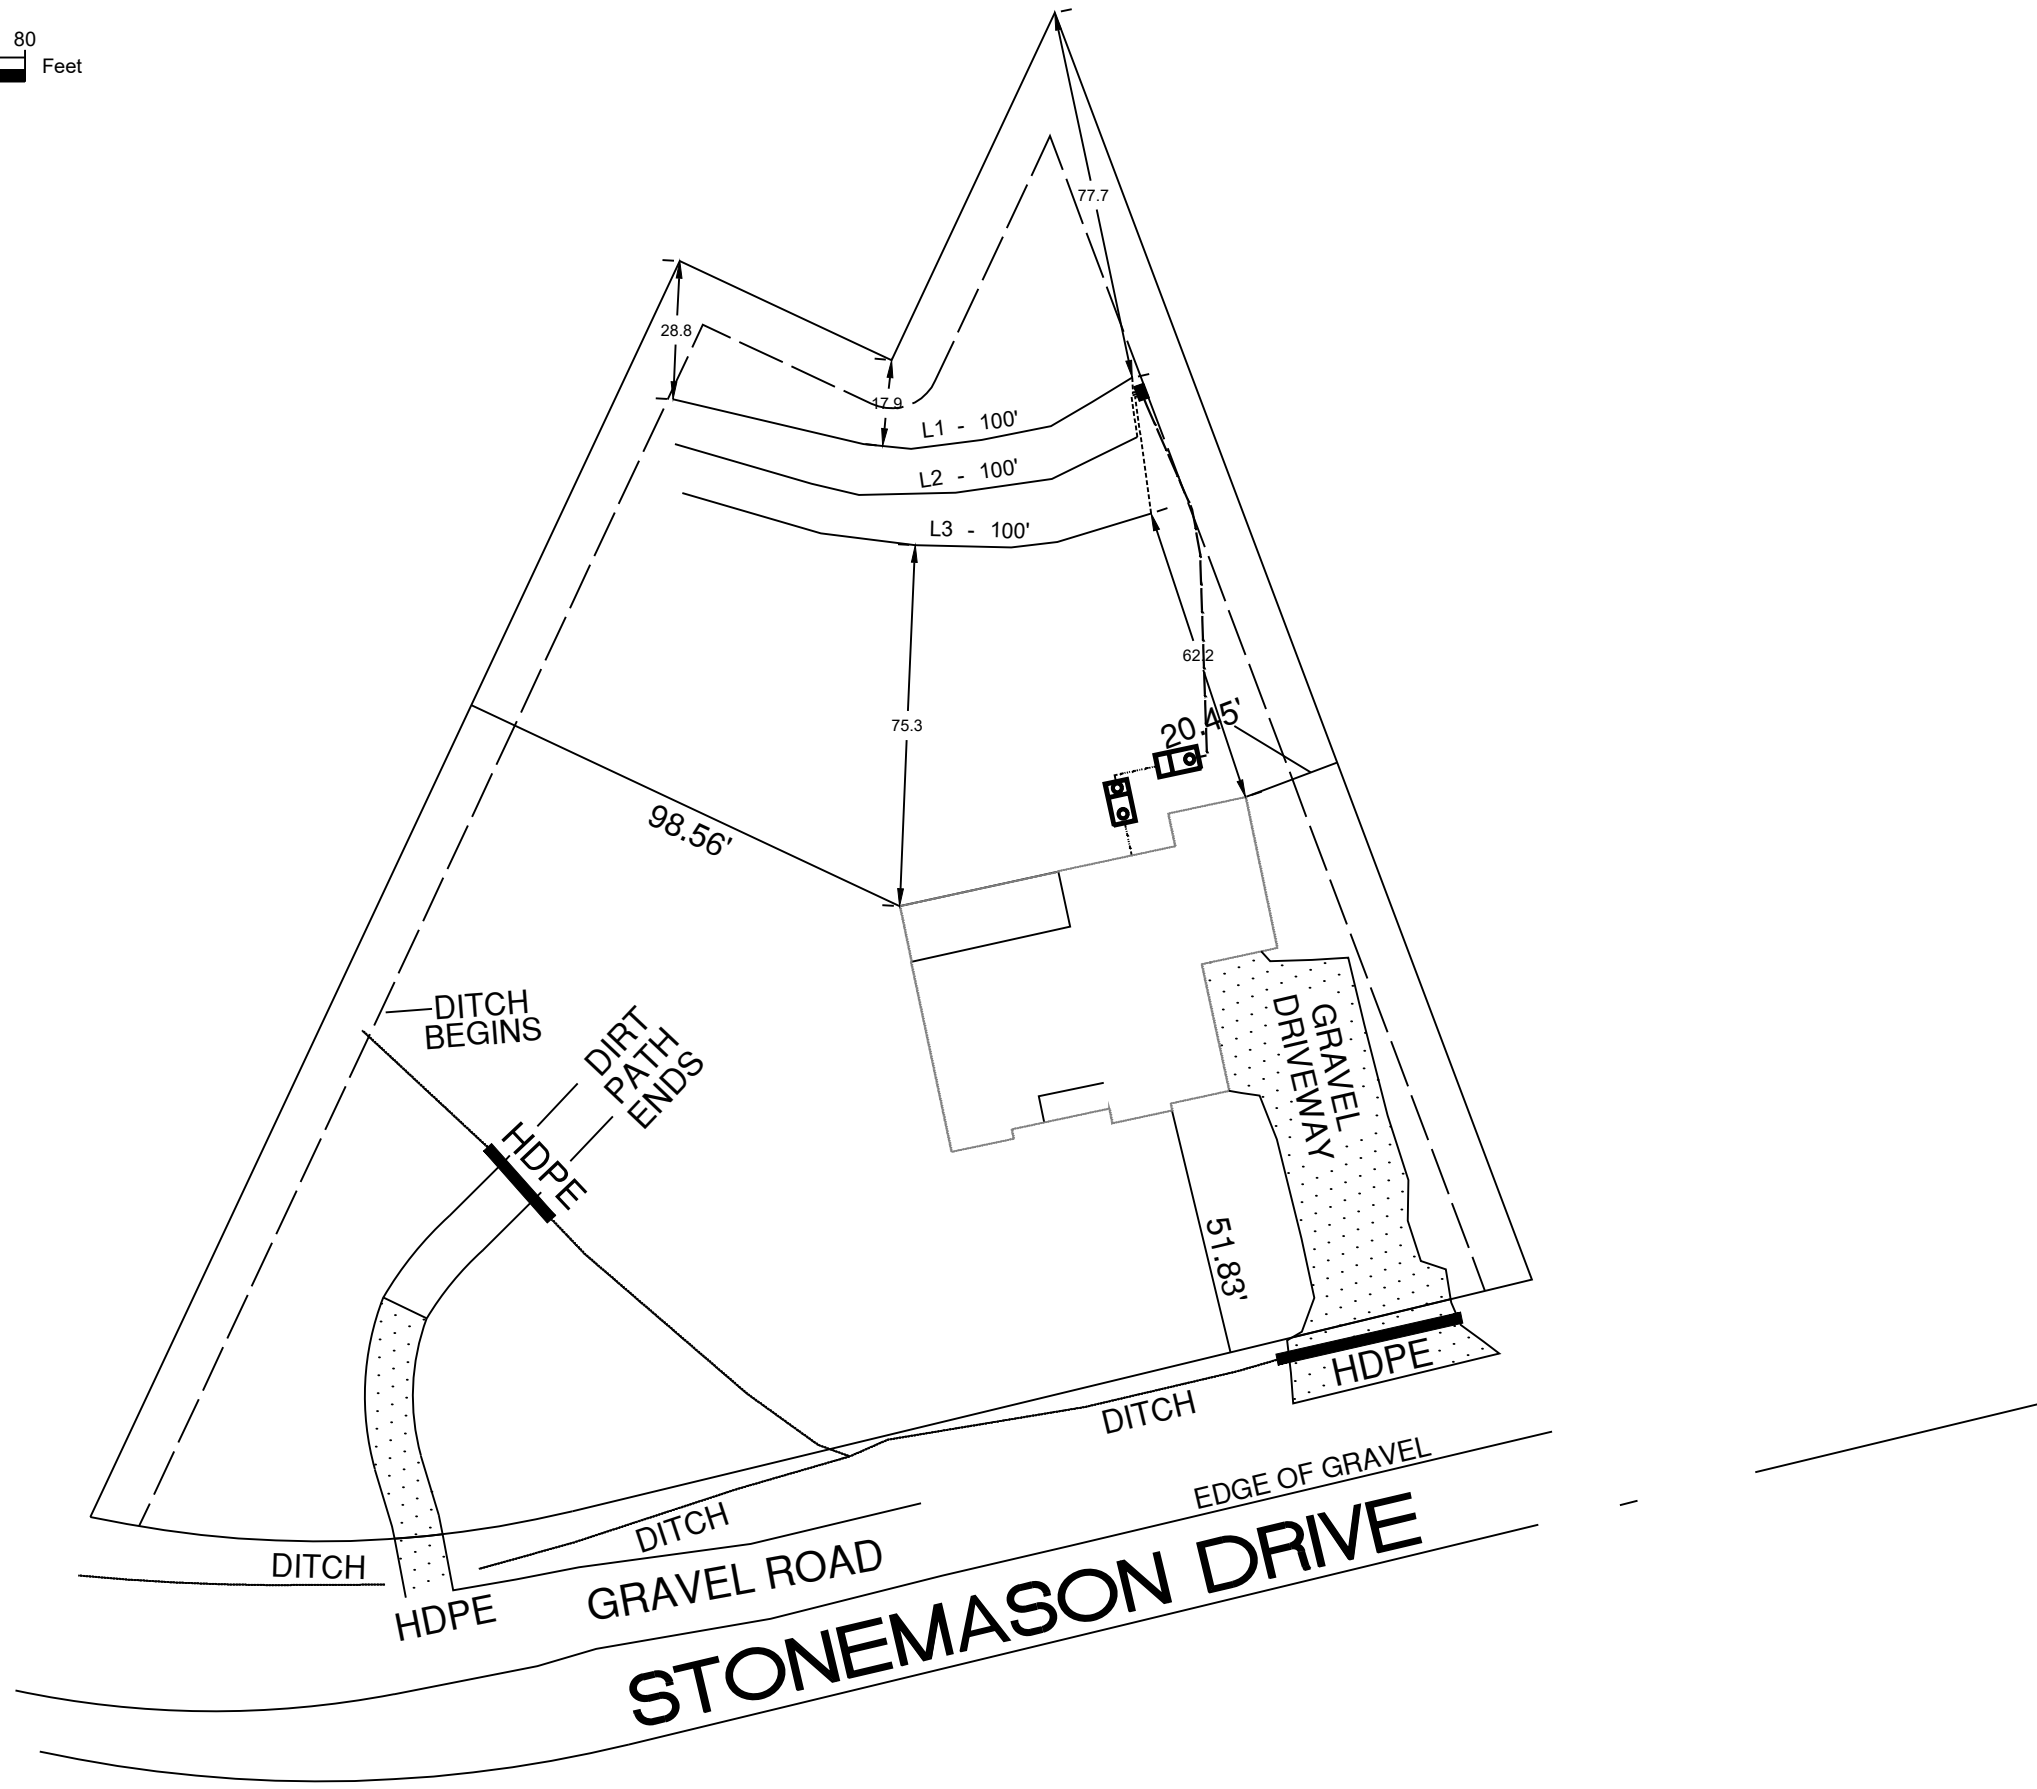 80
Feet
77.7
28.8
17.9
L1 - 100'
L2 - 100'
L3 - 100'
62.2
20.45'
75.3
98.56'
DITCH
BEGINS
DIRT
PATH
ENDS
HDPE
GRAVEL
DRIVEWAY
51.83'
HDPE
DITCH
EDGE OF GRAVEL
DITCH
DITCH
GRAVEL ROAD
HDPE
STONEMASON DRIVE